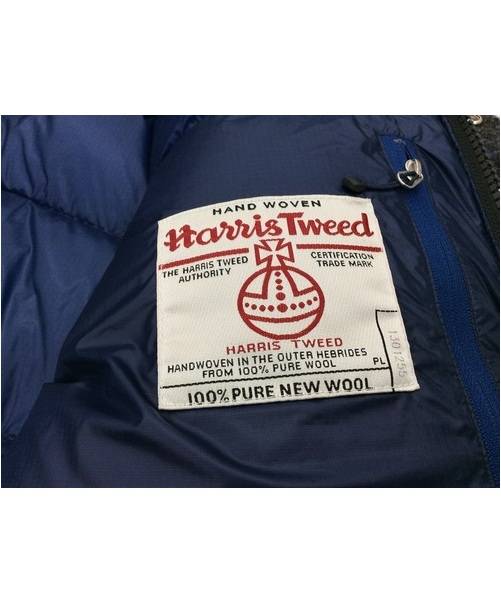 HAND WOVEN
Harris Tweed
THE HARRIS TWEED AUTHORITY
CERTIFICATION TRADE MARK
HARRIS TWEED
HANDWOVEN IN THE OUTER HEBRIDES
FROM 100% PURE WOOL
PL
1301255
100% PURE NEW WOOL